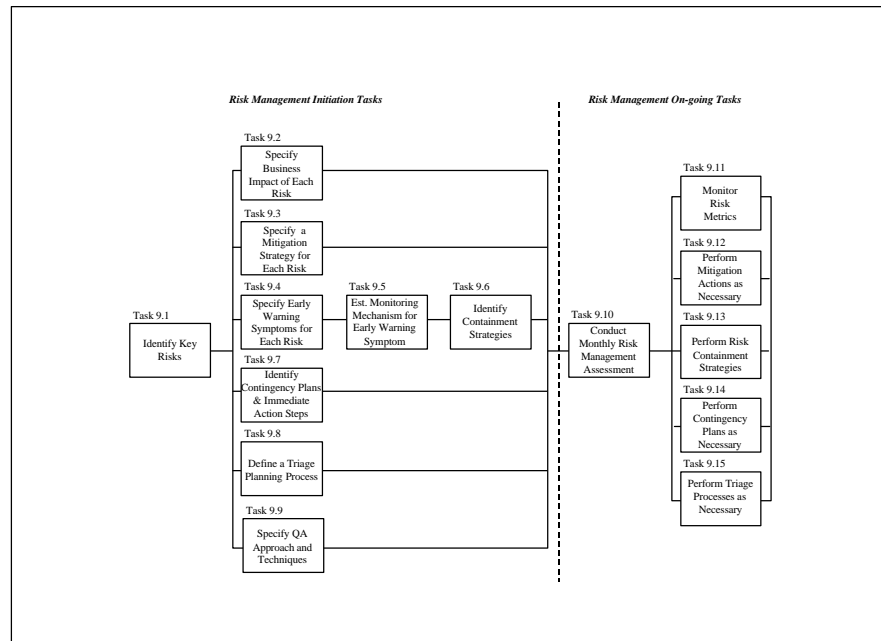 Risk Management Initiation Tasks
Risk Management On-going Tasks
Task 9.1
Identify Key
Risks
Task 9.2
Specify
Business
Impact of Each
Risk
Task 9.3
Specify a
Mitigation
Strategy for
Each Risk
Task 9.4
Specify Early
Warning
Symptoms for
Each Risk
Task 9.5
Est. Monitoring
Mechanism for
Early Warning
Symptom
Task 9.6
Identify
Containment
Strategies
Task 9.7
Identify
Contingency Plans
& Immediate
Action Steps
Task 9.8
Define a Triage
Planning Process
Task 9.9
Specify QA
Approach and
Techniques
Task 9.10
Conduct
Monthly Risk
Management
Assessment
Task 9.11
Monitor
Risk
Metrics
Task 9.12
Perform
Mitigation
Actions as
Necessary
Task 9.13
Perform Risk
Containment
Strategies
Task 9.14
Perform
Contingency
Plans as
Necessary
Task 9.15
Perform Triage
Processes as
Necessary